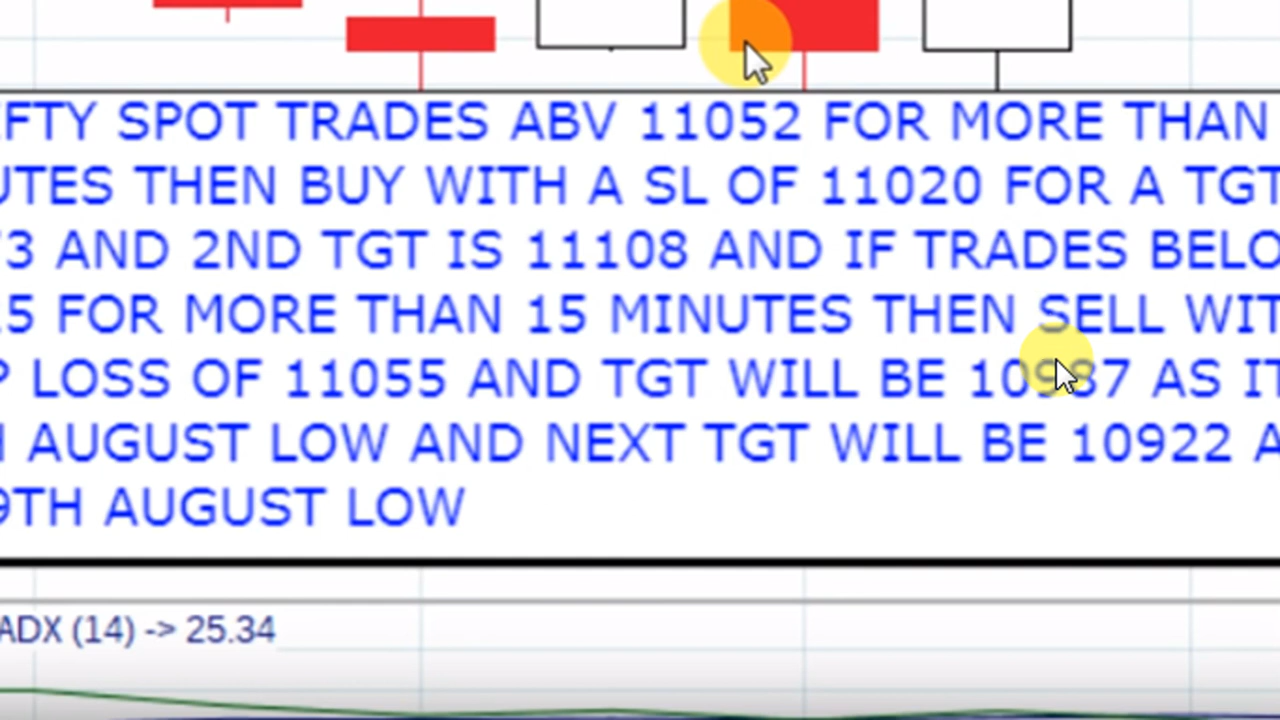 FTY SPOT TRADES ABV 11052 FOR MORE THAN
UTES THEN BUY WITH A SL OF 11020 FOR A TGT
3 AND 2ND TGT IS 11108 AND IF TRADES BELO
5 FOR MORE THAN 15 MINUTES THEN SELL WIT
P LOSS OF 11055 AND TGT WILL BE 10987 AS IT
AUGUST LOW AND NEXT TGT WILL BE 10922 A
9TH AUGUST LOW
ADX (14) -> 25.34